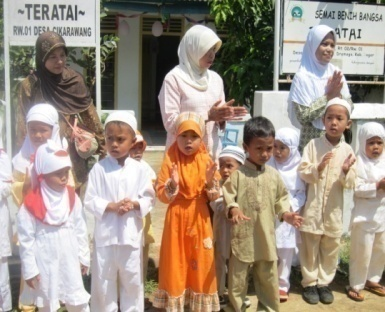 ~TERATAI~
RW.01 DESA CIKARAWANG
SEMAI BENIH BANGSA
ATAI